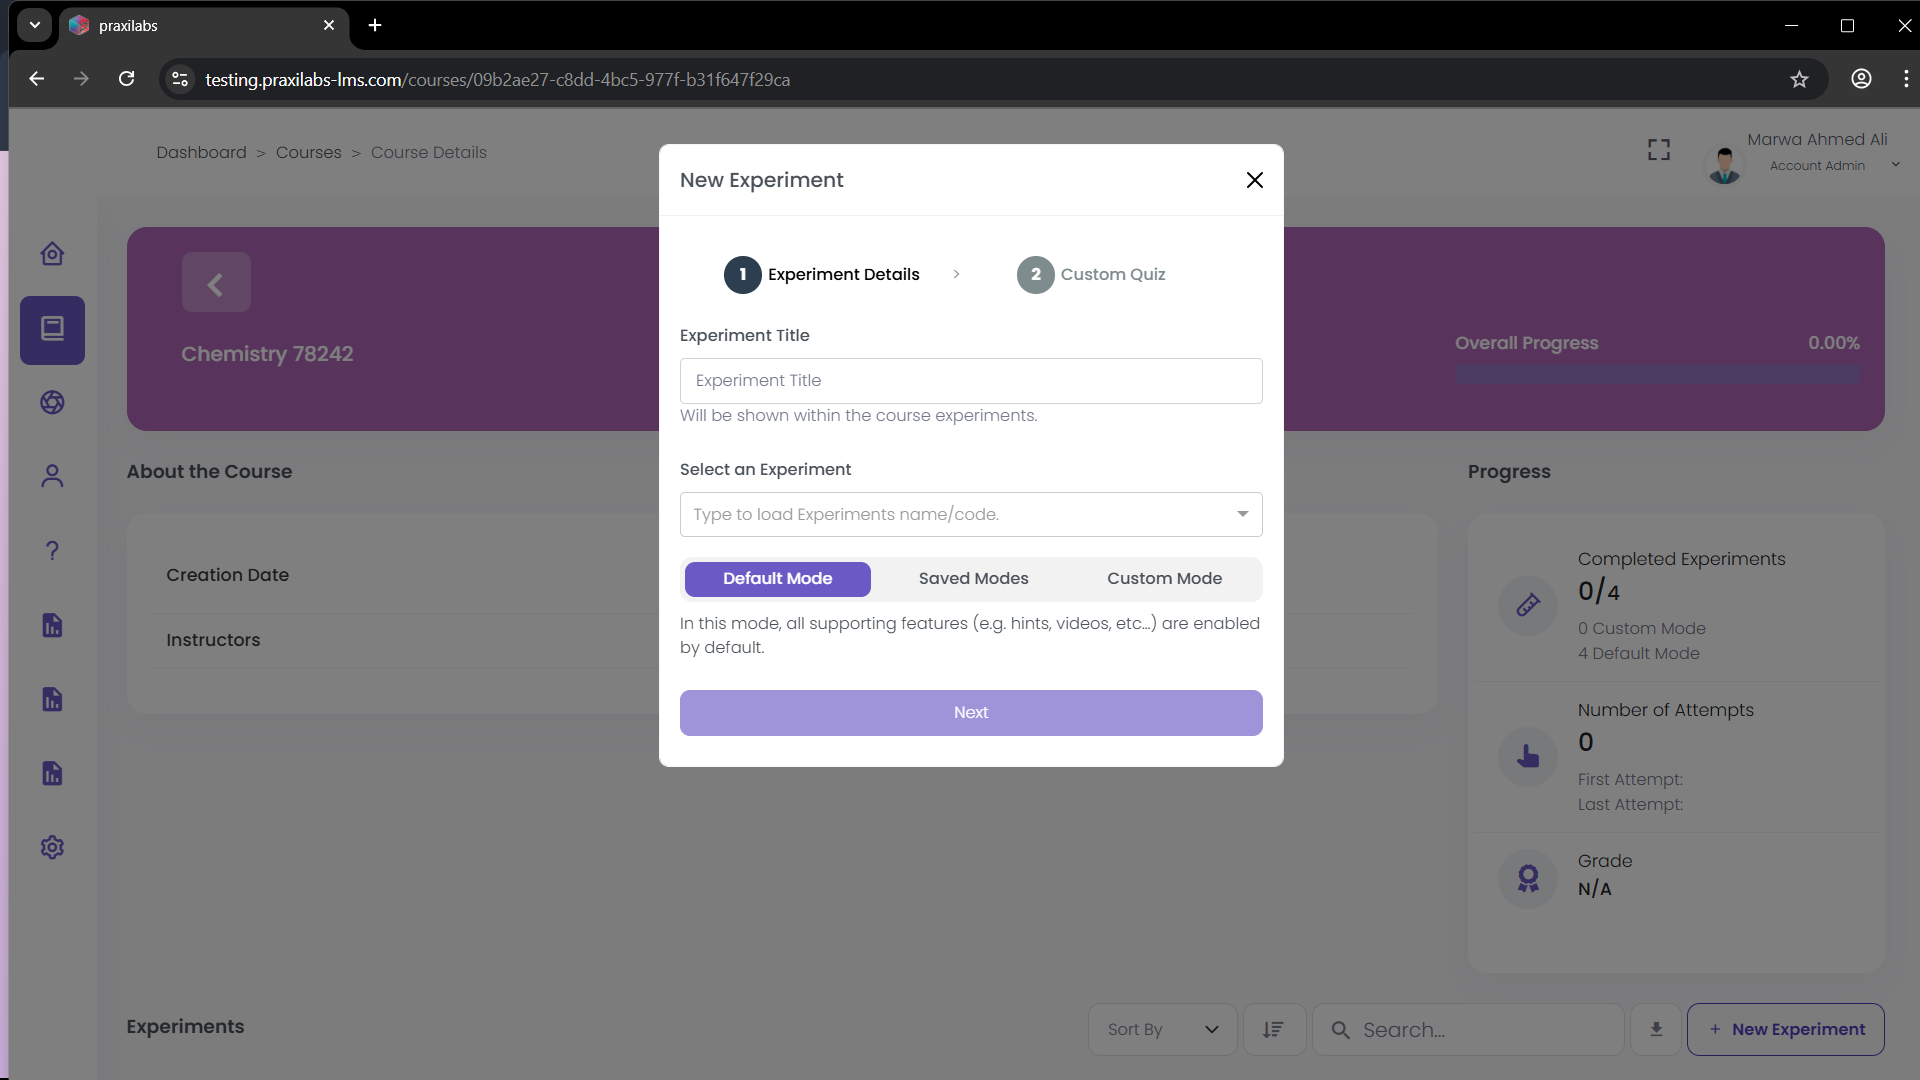 praxilabs
testing.praxilabs-lms.com/courses/09b2ae27-c8dd-4bc5-977f-b31f647f29ca
Dashboard > Courses > Course Details
Marwa Ahmed Ali
Account Admin
Chemistry 78242
Overall Progress 0.00%
About the Course
Creation Date
Instructors
Progress
Completed Experiments
0/4
0 Custom Mode
4 Default Mode
Number of Attempts
0
First Attempt:
Last Attempt:
Grade
N/A
New Experiment
1 Experiment Details > 2 Custom Quiz
Experiment Title
Experiment Title
Will be shown within the course experiments.
Select an Experiment
Type to load Experiments name/code.
Default Mode Saved Modes Custom Mode
In this mode, all supporting features (e.g. hints, videos, etc...) are enabled
by default.
Next
Experiments
Sort By
Search...
+ New Experiment